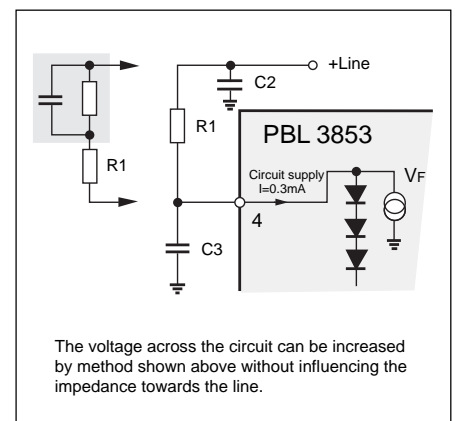 +Line
C2
R1
PBL 3853
R1
Circuit supply
I=0.3mA
VF
4
C3
The voltage across the circuit can be increased
by method shown above without influencing the
impedance towards the line.